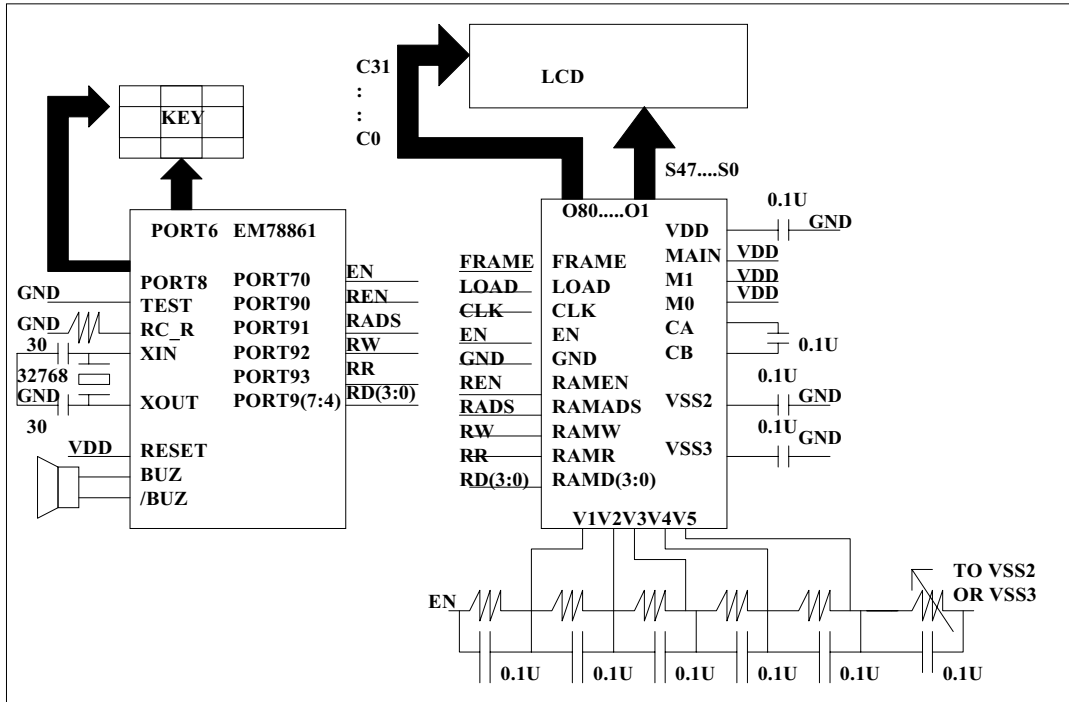 C31
:
:
C0
LCD
KEY
S47....S0
PORT6 EM78861
PORT8
TEST
RC_R
XIN
XOUT
RESET
BUZ
/BUZ
PORT70
PORT90
PORT91
PORT92
PORT93
PORT9(7:4)
GND
GND
30
32768
GND
30
VDD
EN
REN
RADS
RW
RR
RD(3:0)
O80.....O1
FRAME
LOAD
CLK
EN
GND
REN
RADS
RW
RR
RD(3:0)
FRAME
LOAD
CLK
EN
GND
RAMEN
RAMADS
RAMW
RAMR
RAMD(3:0)
VDD
MAIN
M1
M0
CA
CB
VSS2
VSS3
0.1U
GND
VDD
VDD
VDD
0.1U
0.1U
GND
0.1U
GND
V1V2V3V4V5
EN
TO VSS2
OR VSS3
0.1U
0.1U
0.1U
0.1U
0.1U
0.1U